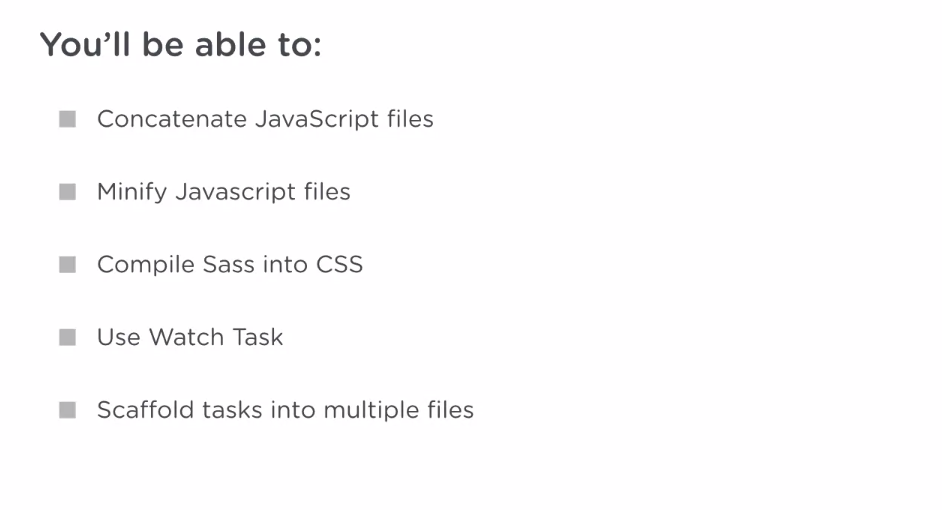 You’ll be able to:
Concatenate JavaScript files
Minify Javascript files
Compile Sass into CSS
Use Watch Task
Scaffold tasks into multiple files